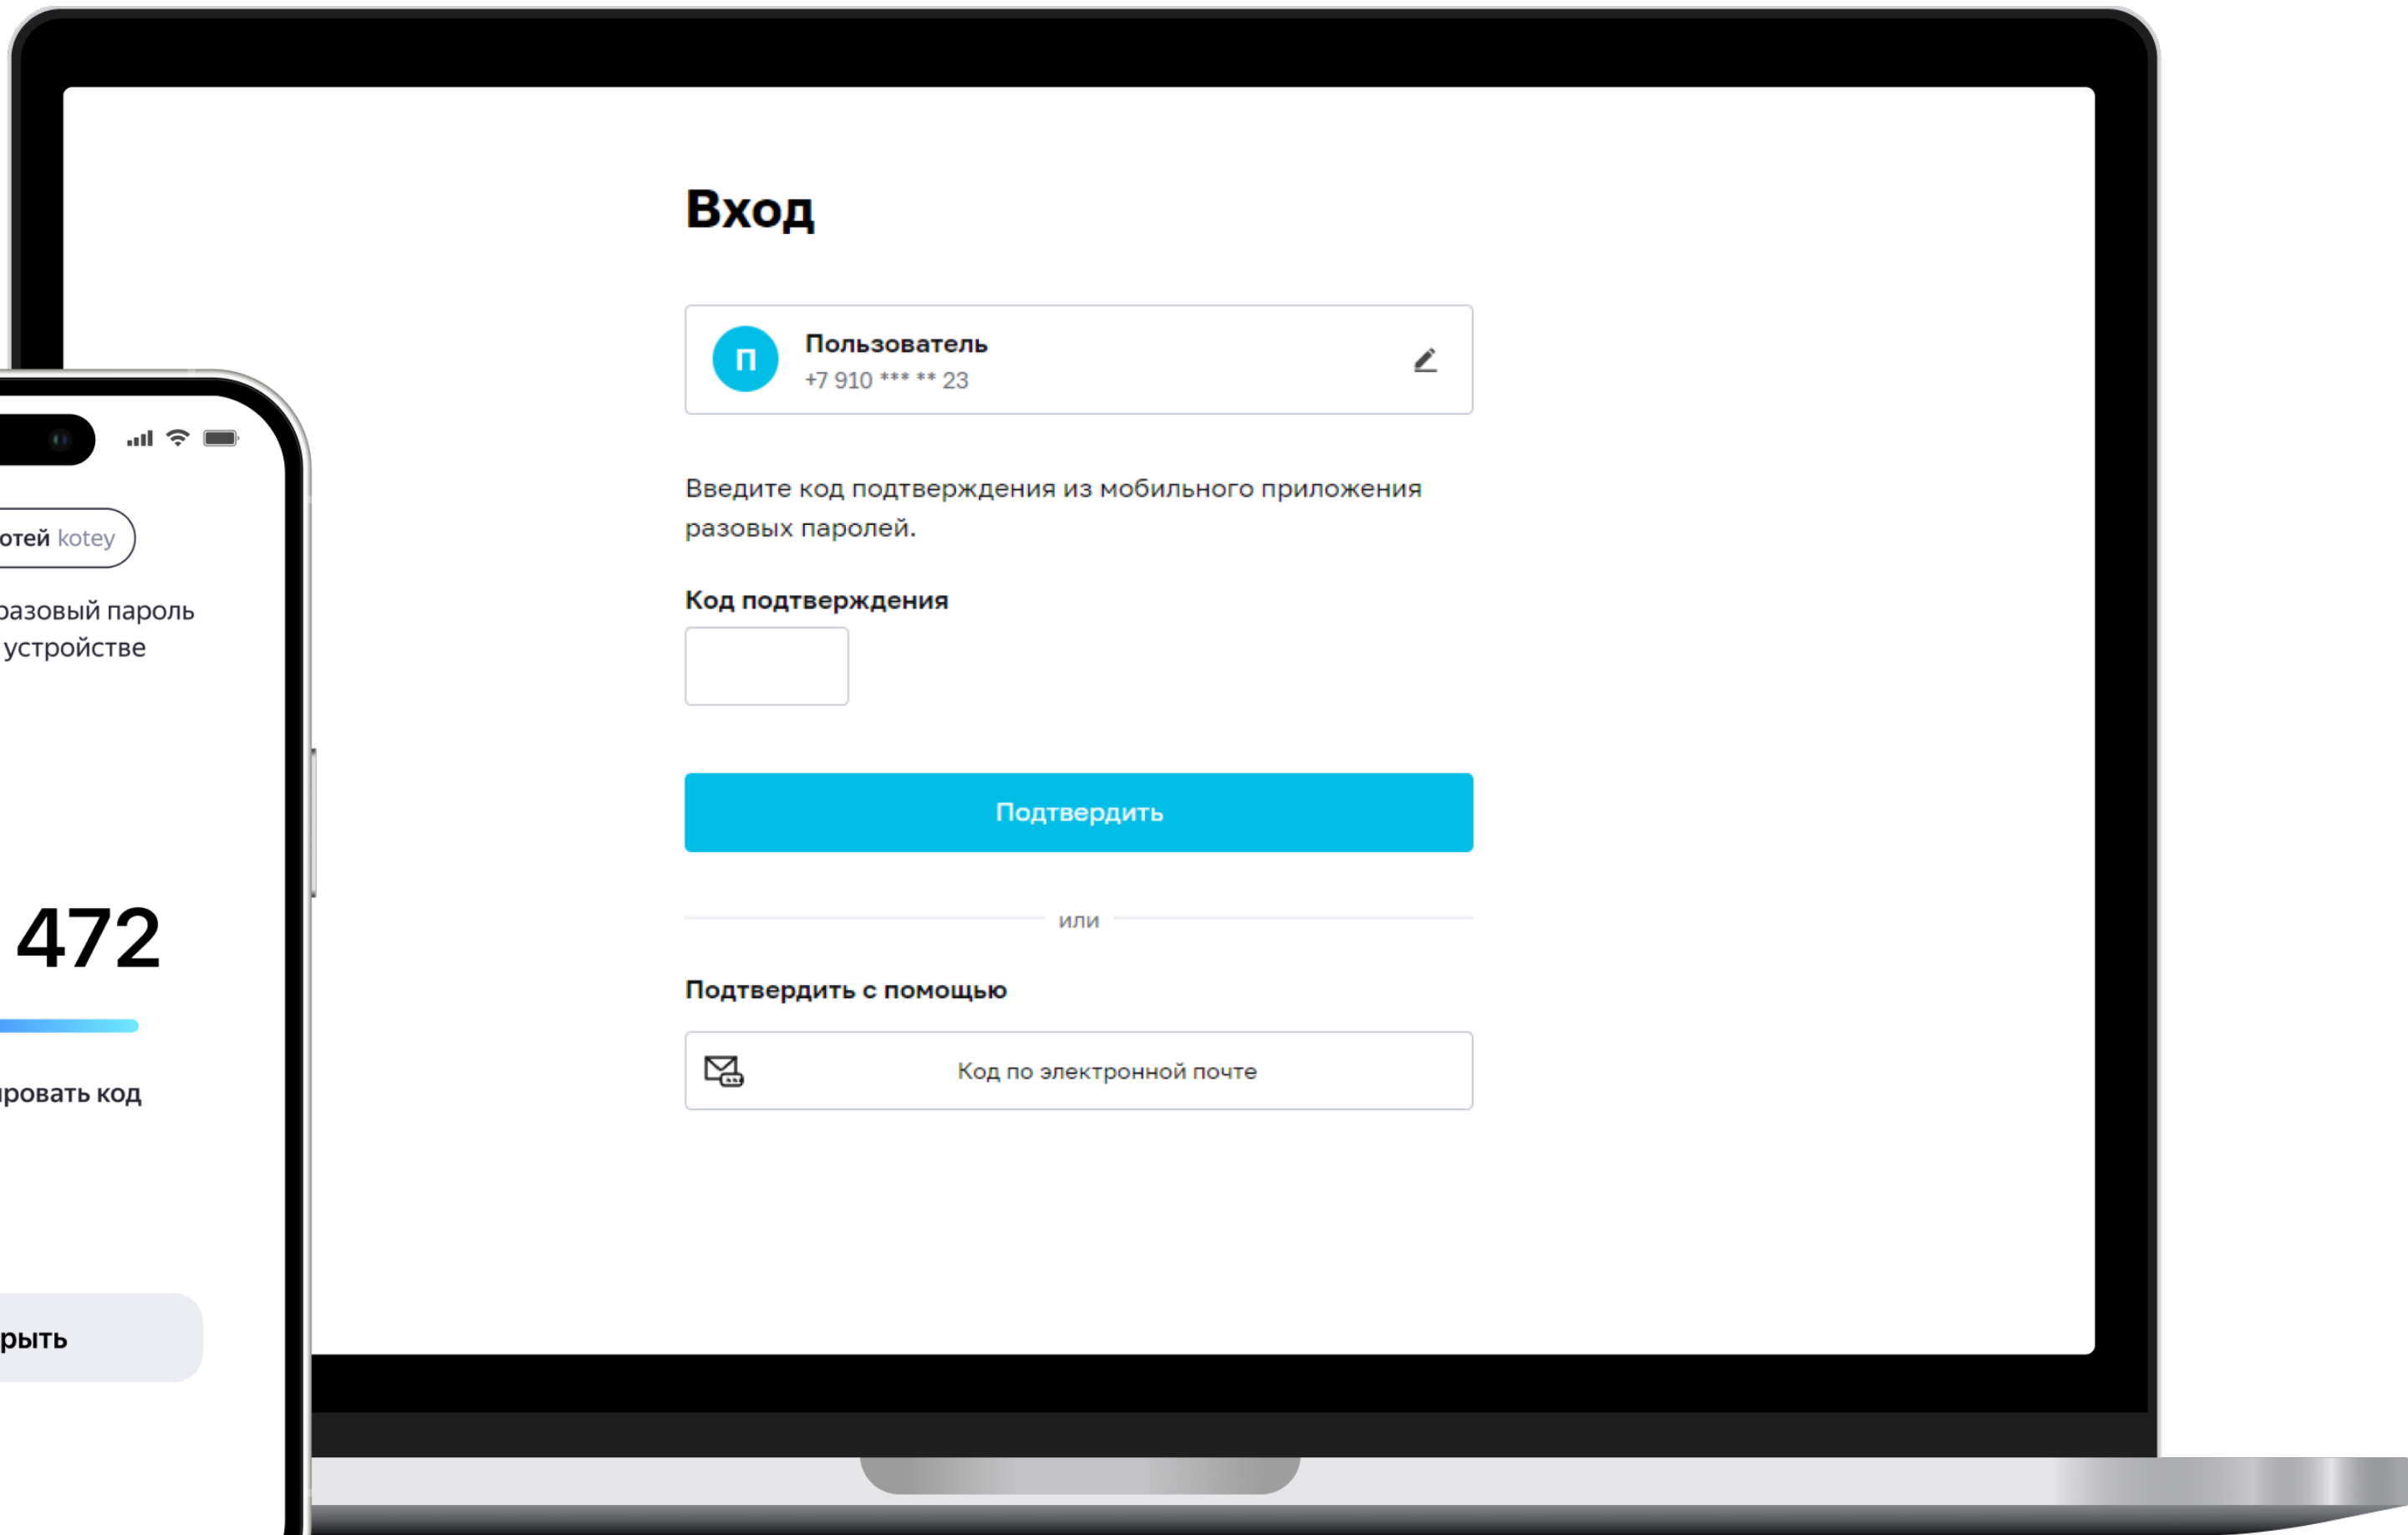 Вход
П
Пользователь
+7 910 *** ** 23
Введите код подтверждения из мобильного приложения
разовых паролей.
Код подтверждения
Подтвердить
или
Подтвердить с помощью
Код по электронной почте
отей kotey
разовый пароль
устройстве
472
ировать код
рыть